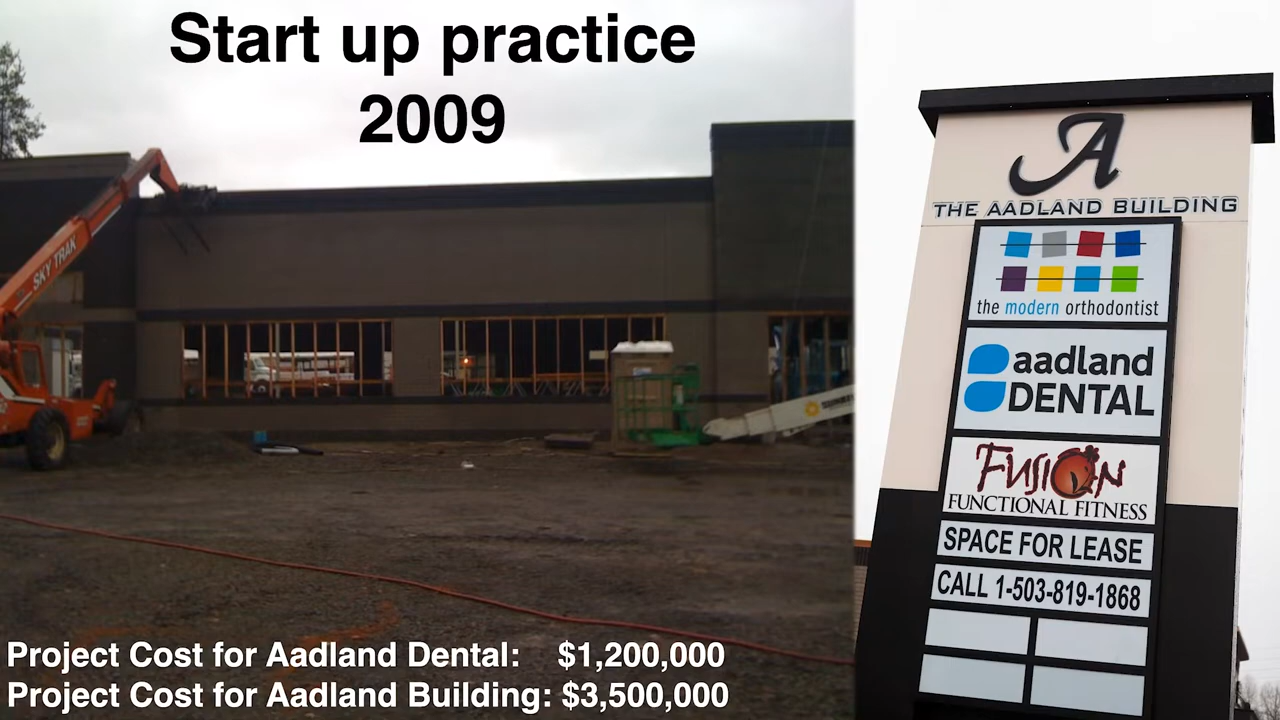 Start up practice
2009
SKY TRAK
Project Cost for Aadland Dental: $1,200,000
Project Cost for Aadland Building: $3,500,000
A
THE AADLAND BUILDING
the modern orthodontist
aadland
DENTAL
FUSION
FUNCTIONAL FITNESS
SPACE FOR LEASE
CALL 1-503-819-1868